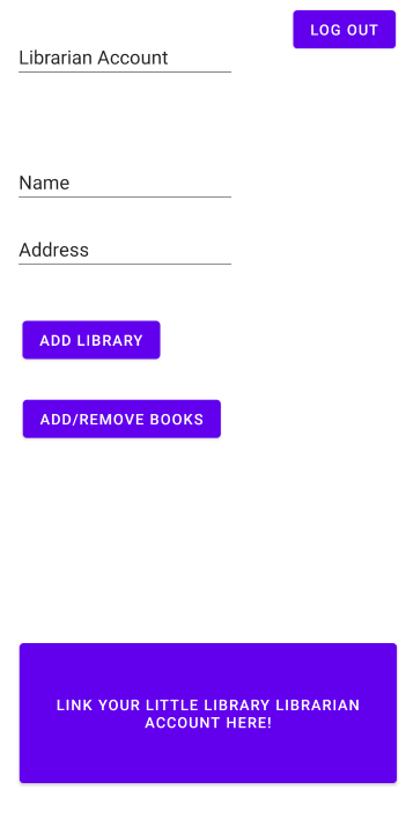 LOG OUT
Librarian Account
Name
Address
ADD LIBRARY
ADD/REMOVE BOOKS
LINK YOUR LITTLE LIBRARY LIBRARIAN
ACCOUNT HERE!